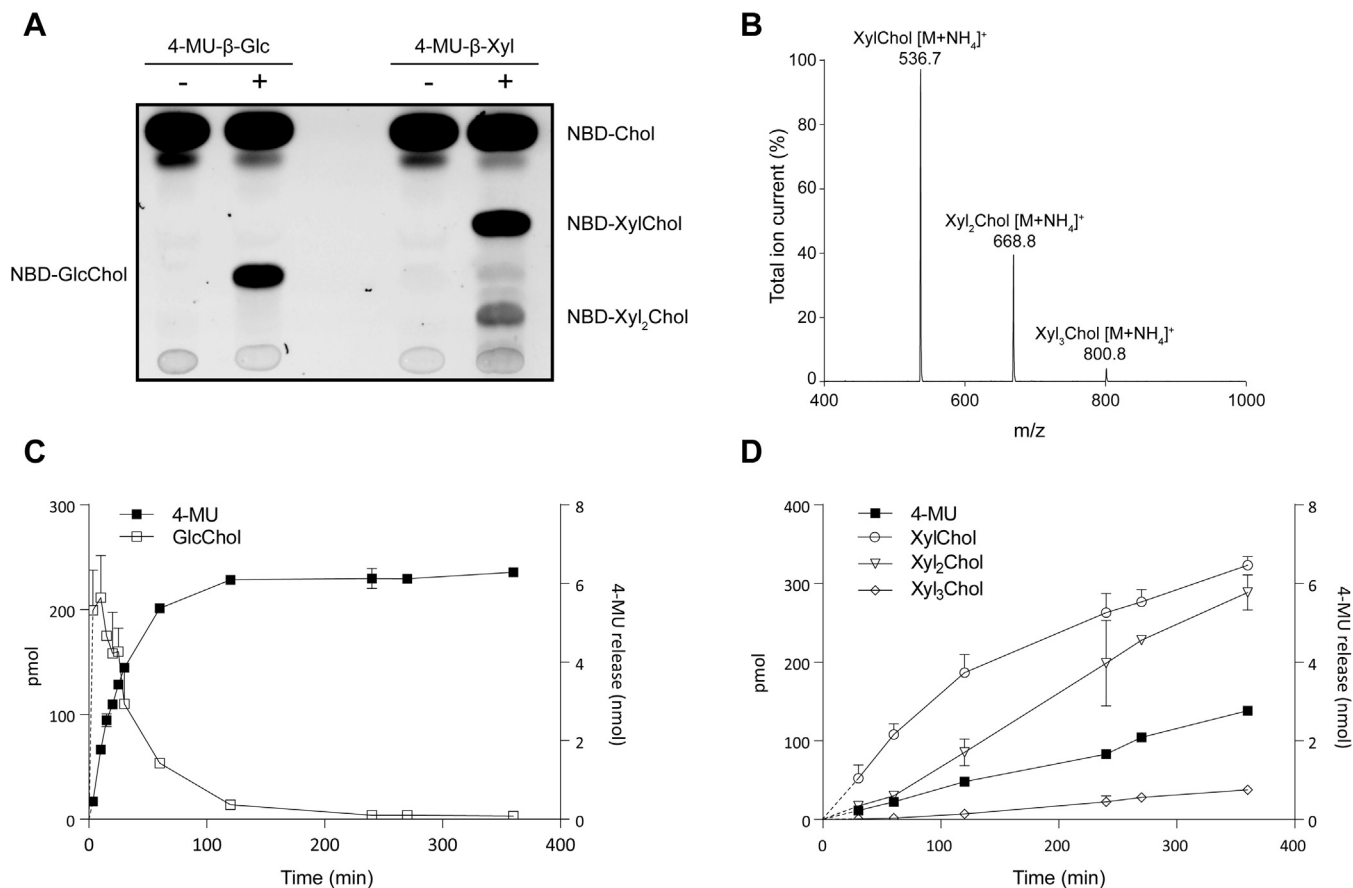 A
4-MU-β-Glc
4-MU-β-Xyl
-
+
-
+
NBD-Chol
NBD-XylChol
NBD-GlcChol
NBD-Xyl₂Chol
B
XylChol [M+NH₄]⁺
536.7
Xyl₂Chol [M+NH₄]⁺
668.8
Xyl₃Chol [M+NH₄]⁺
800.8
Total ion current (%)
100
80
60
40
20
0
400
600
800
1000
m/z
C
4-MU
GlcChol
pmol
300
200
100
0
8
6
4
2
0
4-MU release (nmol)
0
100
200
300
400
Time (min)
D
4-MU
XylChol
Xyl₂Chol
Xyl₃Chol
pmol
400
300
200
100
0
8
6
4
2
0
4-MU release (nmol)
0
100
200
300
400
Time (min)